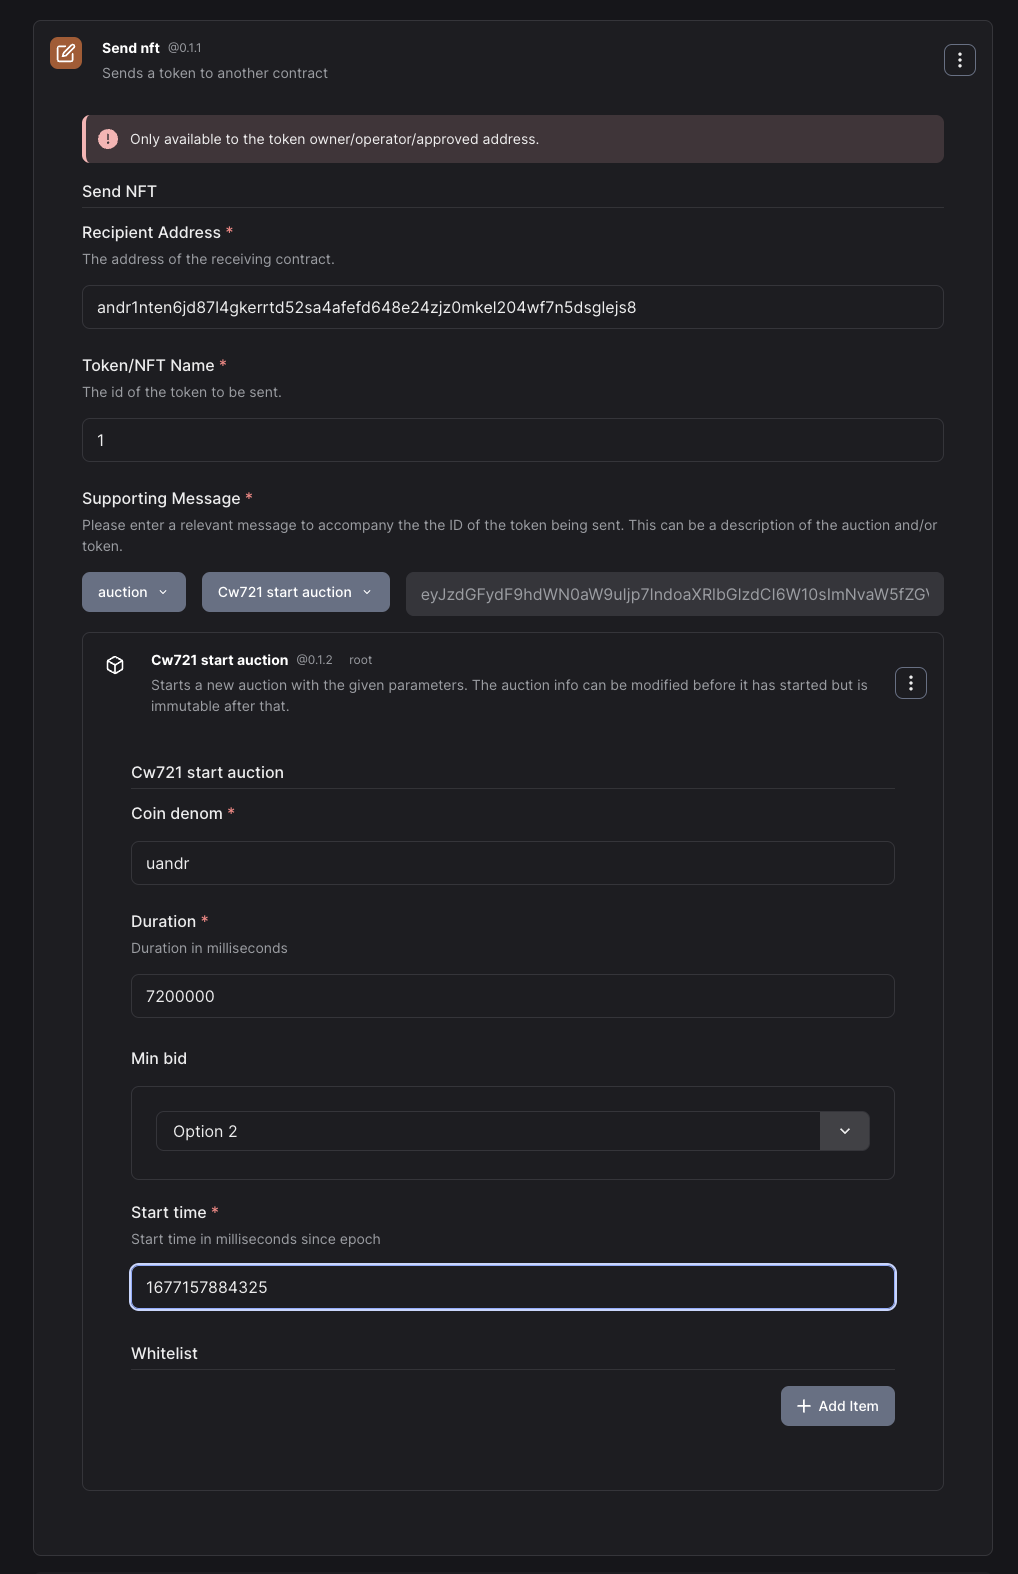 Send nft @0.1.1
Sends a token to another contract
Only available to the token owner/operator/approved address.
Send NFT
Recipient Address *
The address of the receiving contract.
andr1nten6jd87l4gkerrtd52sa4afefd648e24zjz0mkel204wf7n5dsglejs8
Token/NFT Name *
The id of the token to be sent.
1
Supporting Message *
Please enter a relevant message to accompany the the ID of the token being sent. This can be a description of the auction and/or
token.
auction Cw721 start auction eyJzdGFydF9hdWN0aW9uIjp7IndoaXRlbGlzdCI6W10sImNvaW5fZGV
Cw721 start auction @0.1.2 root
Starts a new auction with the given parameters. The auction info can be modified before it has started but is
immutable after that.
Cw721 start auction
Coin denom *
uandr
Duration *
Duration in milliseconds
7200000
Min bid
Option 2
Start time *
Start time in milliseconds since epoch
1677157884325
Whitelist
Add Item